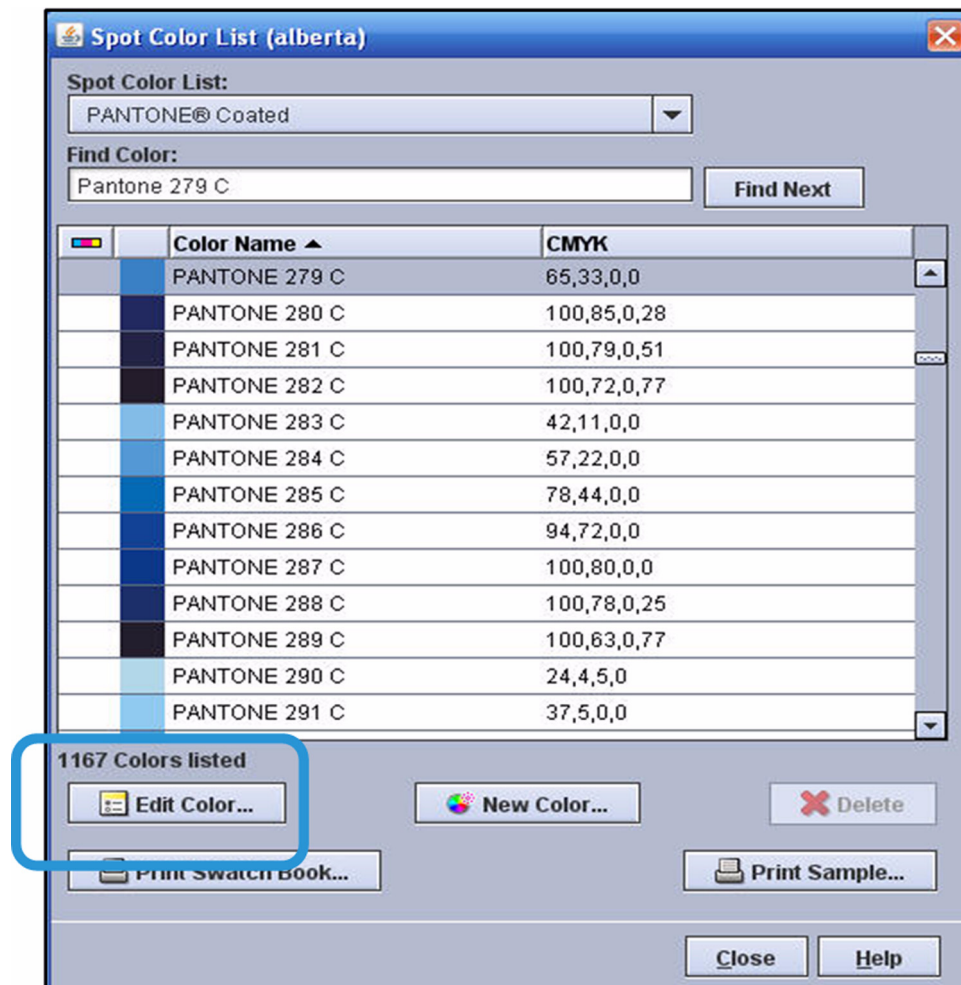 Spot Color List (alberta)
Spot Color List:
PANTONE® Coated
Find Color:
Pantone 279 C
Find Next
Color Name CMYK
PANTONE 279 C 65,33,0,0
PANTONE 280 C 100,85,0,28
PANTONE 281 C 100,79,0,51
PANTONE 282 C 100,72,0,77
PANTONE 283 C 42,11,0,0
PANTONE 284 C 57,22,0,0
PANTONE 285 C 78,44,0,0
PANTONE 286 C 94,72,0,0
PANTONE 287 C 100,80,0,0
PANTONE 288 C 100,78,0,25
PANTONE 289 C 100,63,0,77
PANTONE 290 C 24,4,5,0
PANTONE 291 C 37,5,0,0
1167 Colors listed
Edit Color... New Color... Delete
Print Swatch Book... Print Sample...
Close Help